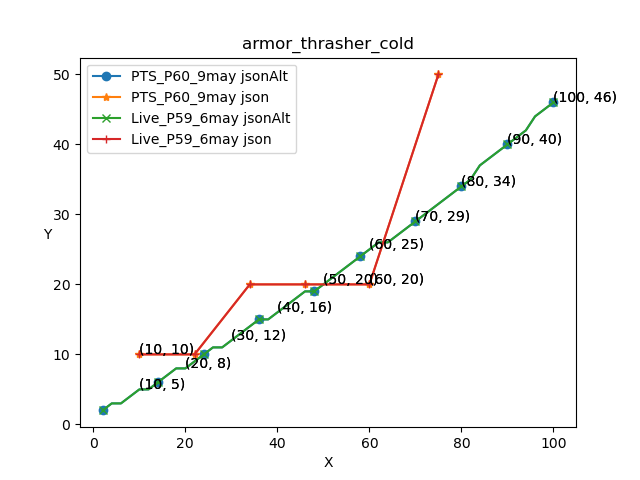 armor_thrasher_cold
PTS_P60_9may jsonAlt
PTS_P60_9may json
Live_P59_6may jsonAlt
Live_P59_6may json
50
40
30
20
10
0
Y
(100, 46)
(90, 40)
(80, 34)
(70, 29)
(60, 25)
(50, 20)
(60, 20)
(40, 16)
(30, 12)
(10, 10)
(20, 8)
(10, 5)
0 20 40 60 80 100
X